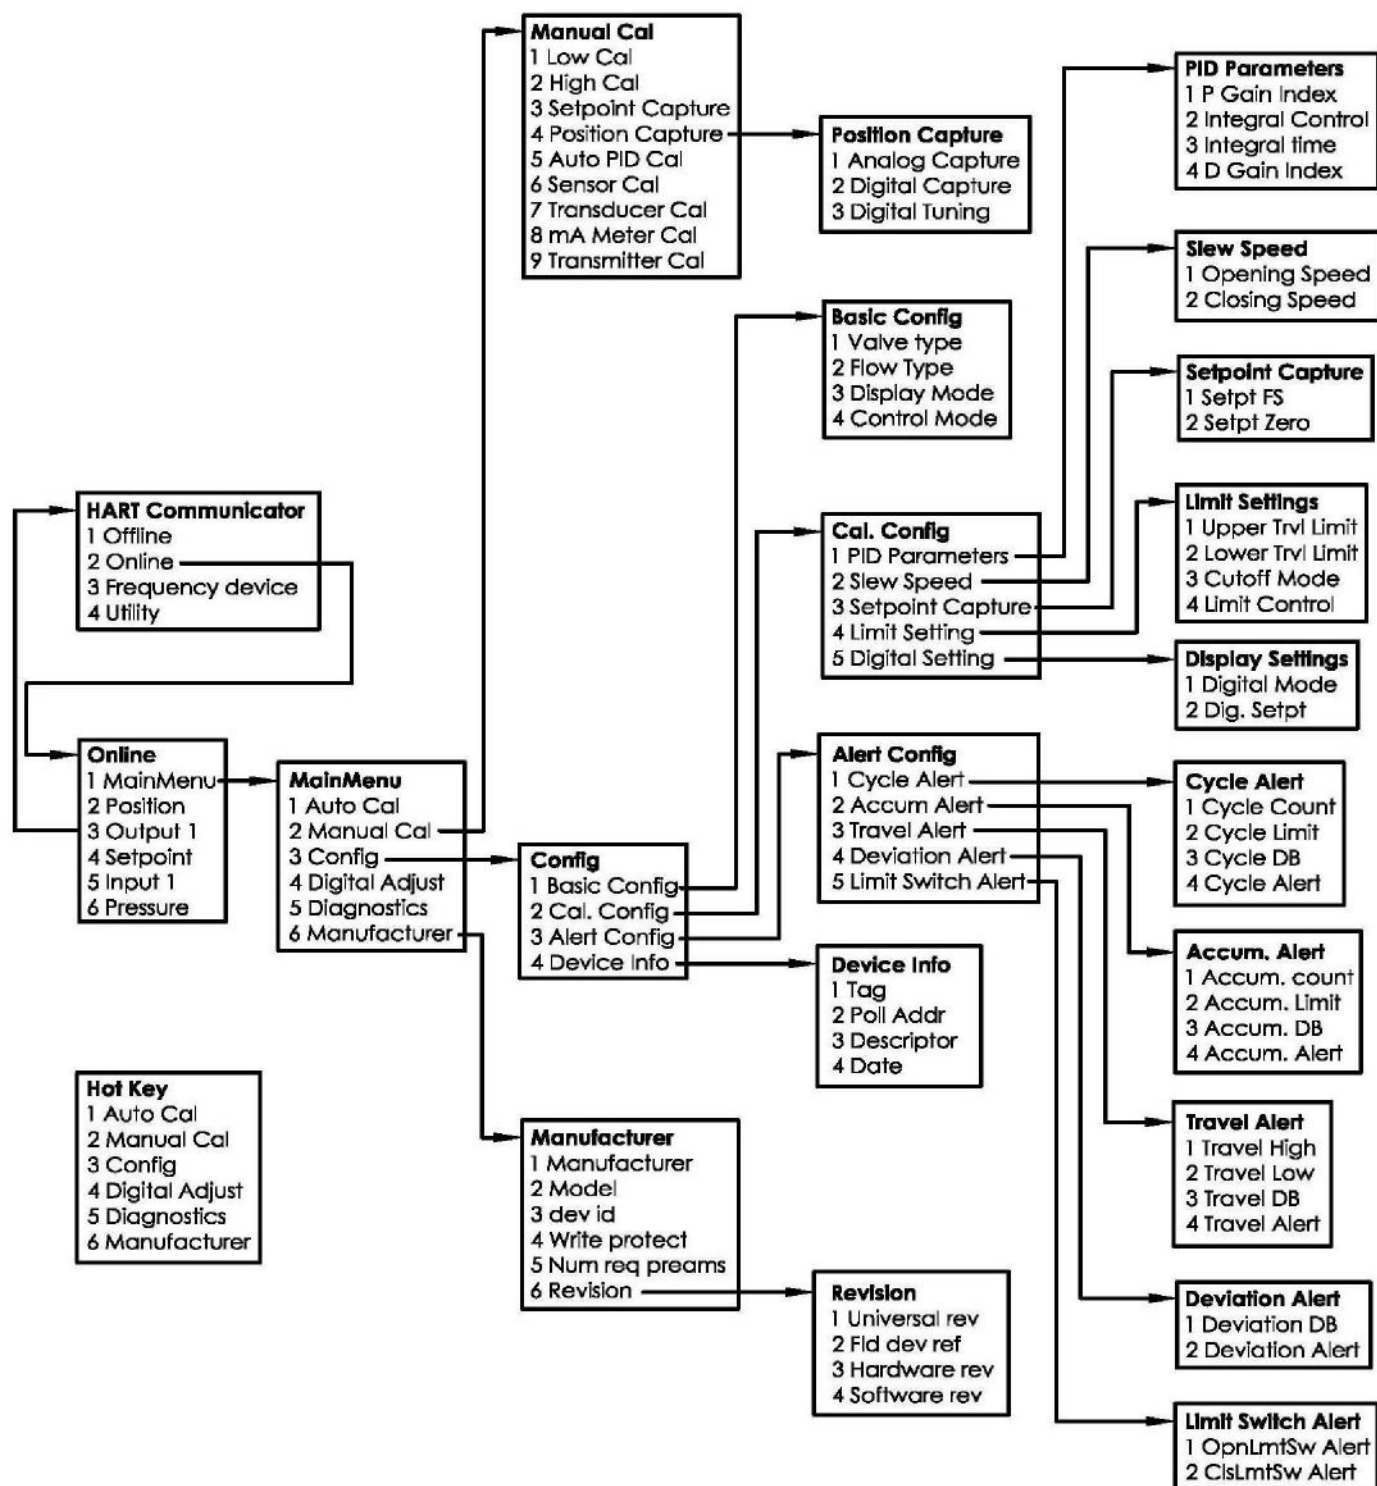 Manual Cal
1 Low Cal
2 High Cal
3 Setpoint Capture
4 Position Capture
5 Auto PID Cal
6 Sensor Cal
7 Transducer Cal
8 mA Meter Cal
9 Transmitter Cal
Position Capture
1 Analog Capture
2 Digital Capture
3 Digital Tuning
PID Parameters
1 P Gain Index
2 Integral Control
3 Integral time
4 D Gain Index
Slew Speed
1 Opening Speed
2 Closing Speed
Basic Config
1 Valve type
2 Flow Type
3 Display Mode
4 Control Mode
Setpoint Capture
1 Setpt FS
2 Setpt Zero
HART Communicator
1 Offline
2 Online
3 Frequency device
4 Utility
Cal. Config
1 PID Parameters
2 Slew Speed
3 Setpoint Capture
4 Limit Setting
5 Digital Setting
Limit Settings
1 Upper Trvl Limit
2 Lower Trvl Limit
3 Cutoff Mode
4 Limit Control
Display Settings
1 Digital Mode
2 Dig. Setpt
Online
1 MainMenu
2 Position
3 Output 1
4 Setpoint
5 Input 1
6 Pressure
MainMenu
1 Auto Cal
2 Manual Cal
3 Config
4 Digital Adjust
5 Diagnostics
6 Manufacturer
Config
1 Basic Config
2 Cal. Config
3 Alert Config
4 Device Info
Alert Config
1 Cycle Alert
2 Accum Alert
3 Travel Alert
4 Deviation Alert
5 Limit Switch Alert
Cycle Alert
1 Cycle Count
2 Cycle Limit
3 Cycle DB
4 Cycle Alert
Device Info
1 Tag
2 Poll Addr
3 Descriptor
4 Date
Accum. Alert
1 Accum. count
2 Accum. Limit
3 Accum. DB
4 Accum. Alert
Hot Key
1 Auto Cal
2 Manual Cal
3 Config
4 Digital Adjust
5 Diagnostics
6 Manufacturer
Manufacturer
1 Manufacturer
2 Model
3 dev id
4 Write protect
5 Num req preams
6 Revision
Travel Alert
1 Travel High
2 Travel Low
3 Travel DB
4 Travel Alert
Revision
1 Universal rev
2 Fld dev ref
3 Hardware rev
4 Software rev
Deviation Alert
1 Deviation DB
2 Deviation Alert
Limit Switch Alert
1 OpnLmtSw Alert
2 ClsLmtSw Alert